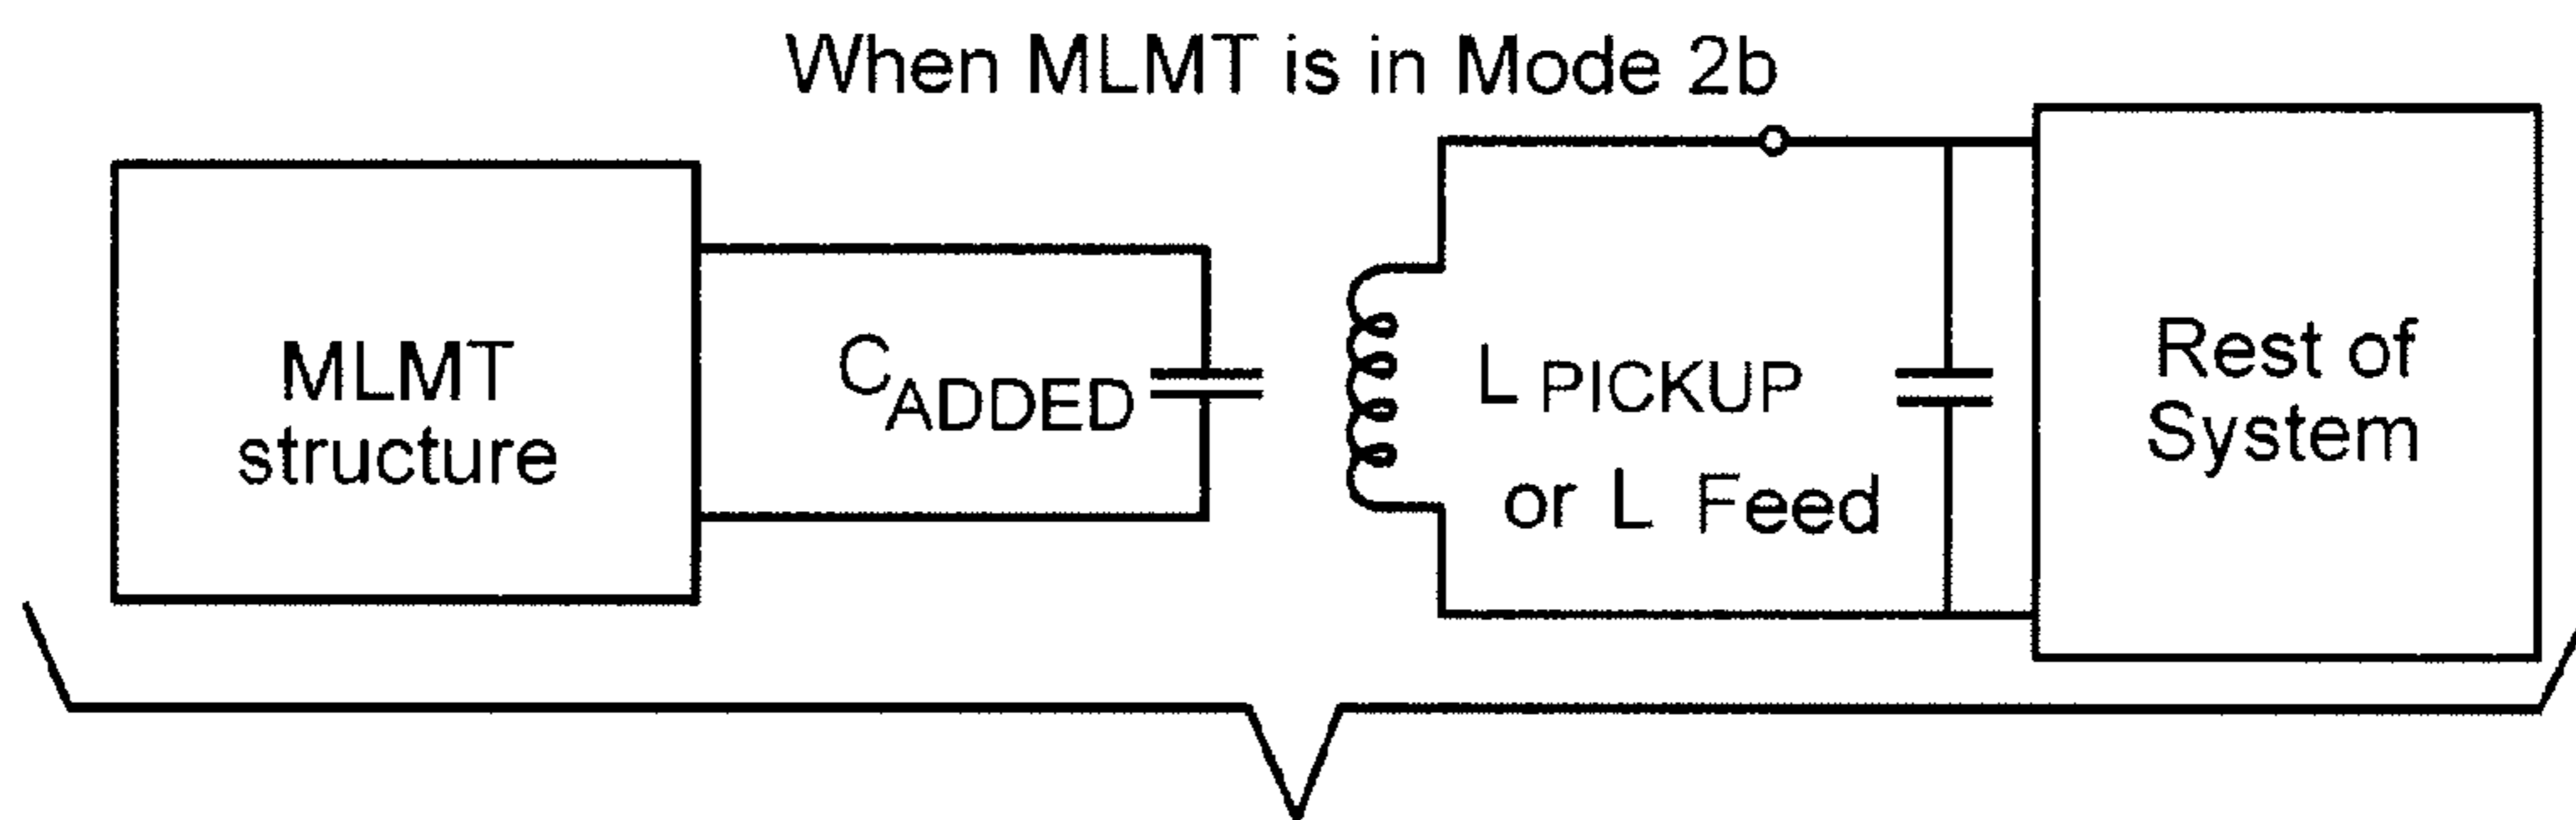 When MLMT is in Mode 2b
MLMT
structure
CADDED
L PICKUP
or L Feed
Rest of
System